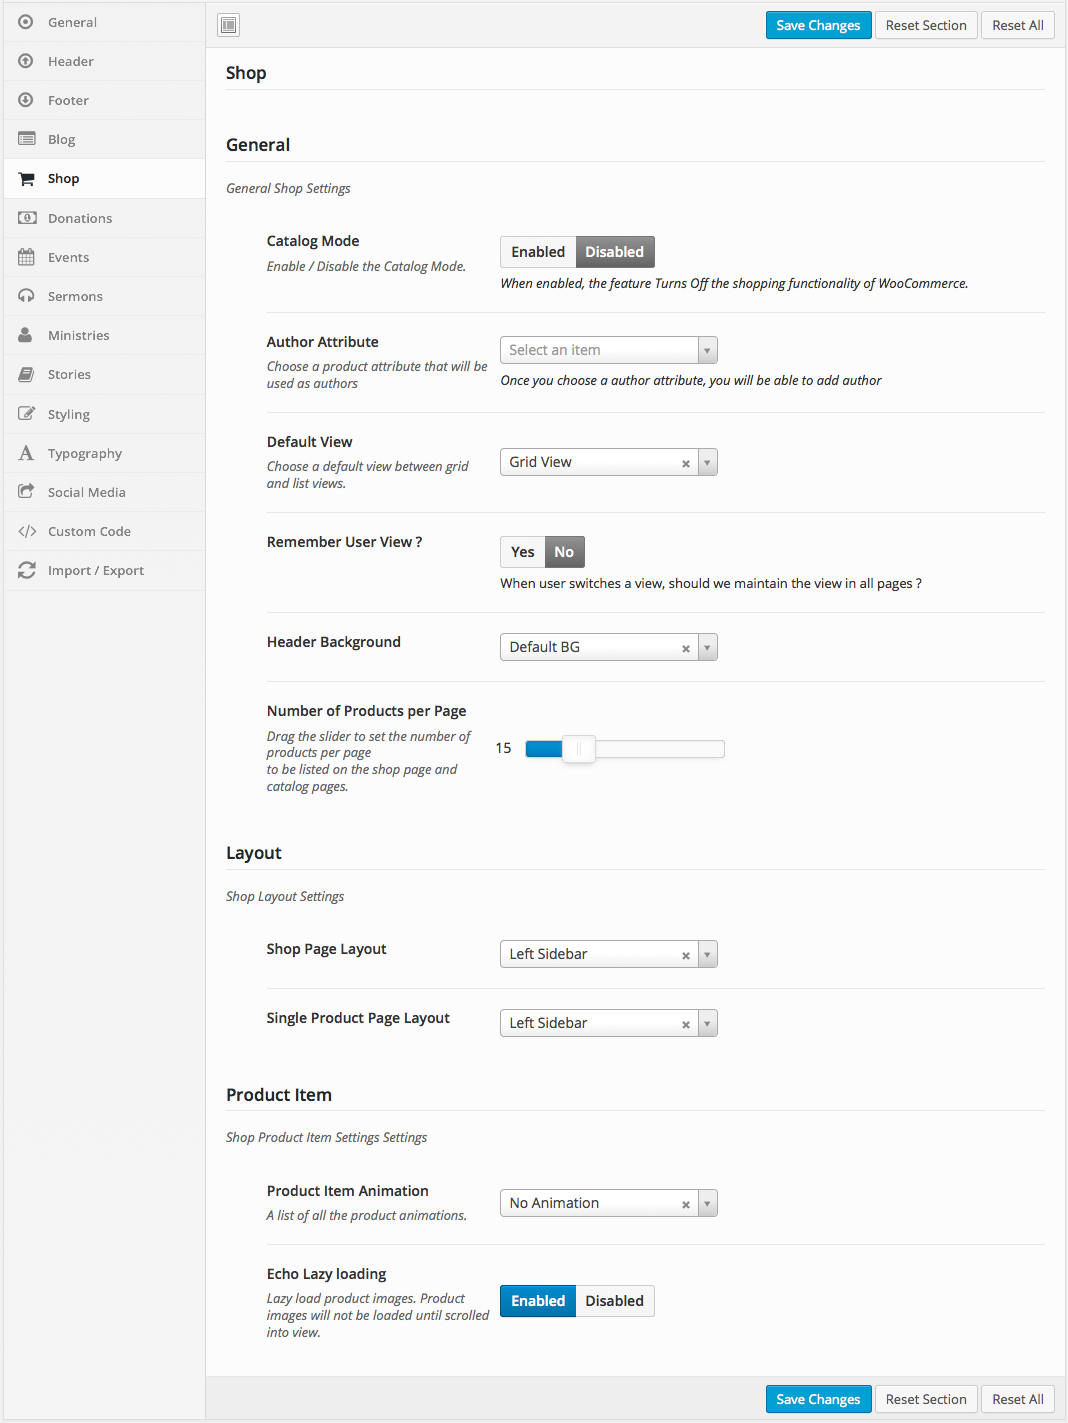 General
Header
Footer
Blog
Shop
Donations
Events
Sermons
Ministries
Stories
Styling
Typography
Social Media
Custom Code
Import / Export
Save Changes Reset Section Reset All
Shop
General
General Shop Settings
Catalog Mode
Enable / Disable the Catalog Mode.
Enabled Disabled
When enabled, the feature Turns Off the shopping functionality of WooCommerce.
Author Attribute
Choose a product attribute that will be
used as authors
Select an item
Once you choose a author attribute, you will be able to add author
Default View
Choose a default view between grid
and list views.
Grid View
Remember User View ?
Yes No
When user switches a view, should we maintain the view in all pages ?
Header Background
Default BG
Number of Products per Page
Drag the slider to set the number of
products per page
to be listed on the shop page and
catalog pages.
15
Layout
Shop Layout Settings
Shop Page Layout
Left Sidebar
Single Product Page Layout
Left Sidebar
Product Item
Shop Product Item Settings Settings
Product Item Animation
A list of all the product animations.
No Animation
Echo Lazy loading
Lazy load product images. Product
images will not be loaded until scrolled
into view.
Enabled Disabled
Save Changes Reset Section Reset All